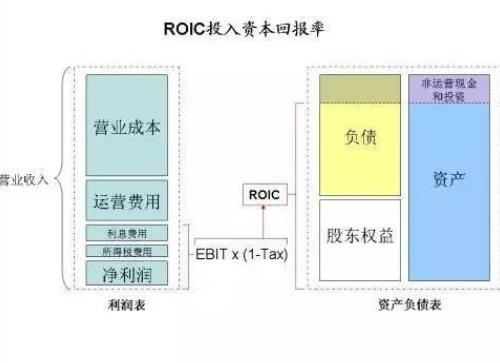 ROIC投入资本回报率
营业收入
营业成本
运营费用
利息费用
所得税费用
净利润
利润表
EBIT x (1-Tax)
ROIC
负债
股东权益
非运营现金
和投资
资产
资产负债表